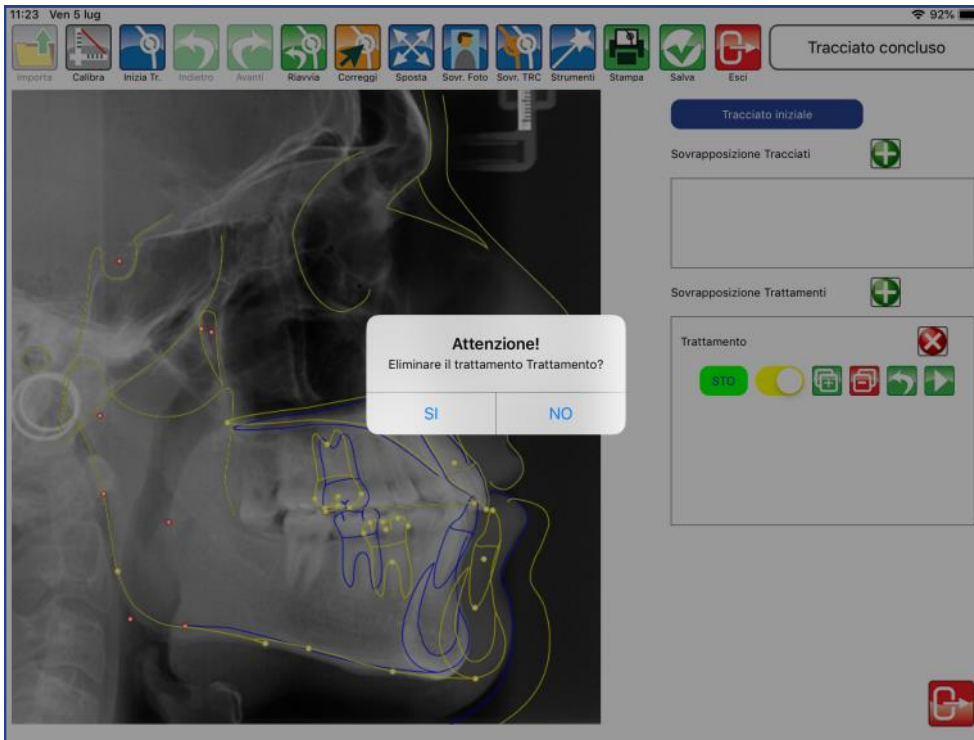 11:23 Ven 5 lug
92%
Importa
Calibra
Inizia Tr.
Indietro
Avanti
Riavvia
Correggi
Sposta
Sovr. Foto
Sovr. TRC
Strumenti
Stampa
Salva
Esci
Tracciato concluso
Tracciato iniziale
Sovrapposizione Tracciati
Sovrapposizione Trattamenti
Trattamento
STO
Attenzione!
Eliminare il trattamento Trattamento?
SI
NO